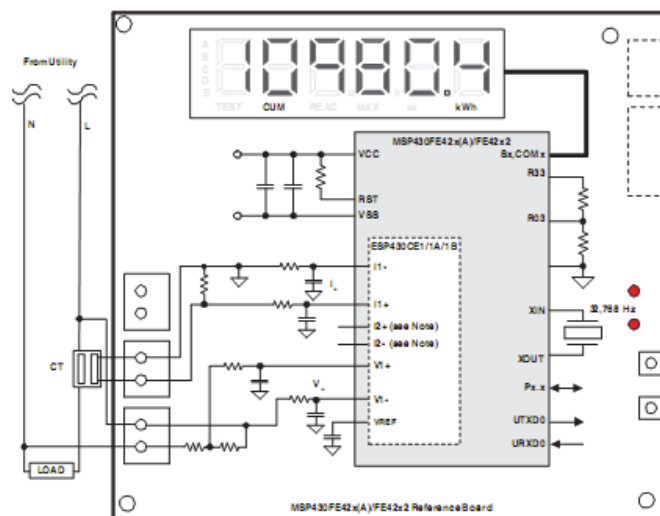 From Utility
N
L
A
B
C
D
E
10980.4
TEST CUM REAC MAX kWh
MSP430FE42x(A)/FE42x2
VCC
Sx,COMx
R33
RST
R03
VSS
ESP430CE1/1A/1B
I1-
I1+
I2+ (see Note)
I2- (see Note)
V1+
V1-
VREF
XIN
32,768 Hz
XOUT
Px.x
UTXD0
URXD0
CT
LOAD
MSP430FE42x(A)/FE42x2 Reference Board